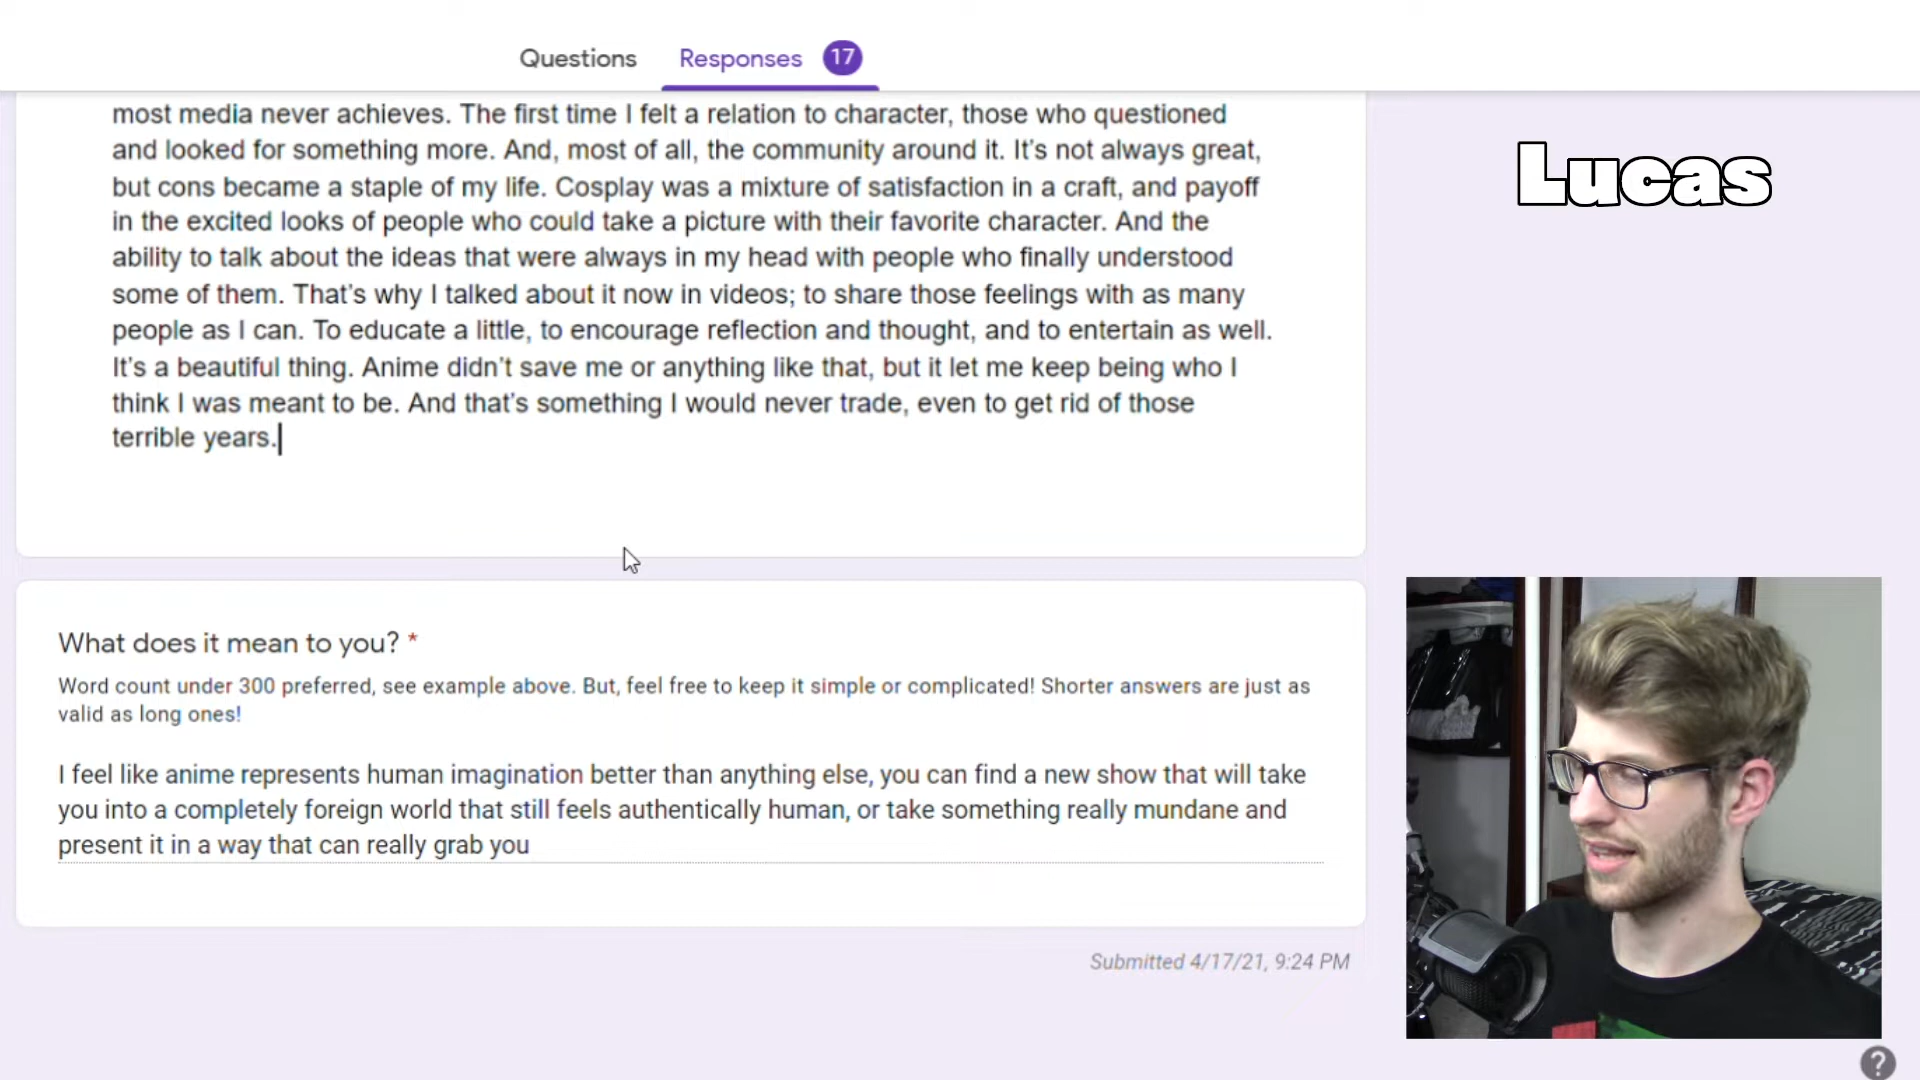 Questions Responses 17
most media never achieves. The first time I felt a relation to character, those who questioned
and looked for something more. And, most of all, the community around it. It's not always great,
but cons became a staple of my life. Cosplay was a mixture of satisfaction in a craft, and payoff
in the excited looks of people who could take a picture with their favorite character. And the
ability to talk about the ideas that were always in my head with people who finally understood
some of them. That's why I talked about it now in videos; to share those feelings with as many
people as I can. To educate a little, to encourage reflection and thought, and to entertain as well.
It's a beautiful thing. Anime didn't save me or anything like that, but it let me keep being who I
think I was meant to be. And that's something I would never trade, even to get rid of those
terrible years.
Lucas
What does it mean to you? *
Word count under 300 preferred, see example above. But, feel free to keep it simple or complicated! Shorter answers are just as
valid as long ones!
I feel like anime represents human imagination better than anything else, you can find a new show that will take
you into a completely foreign world that still feels authentically human, or take something really mundane and
present it in a way that can really grab you
Submitted 4/17/21, 9:24 PM
?